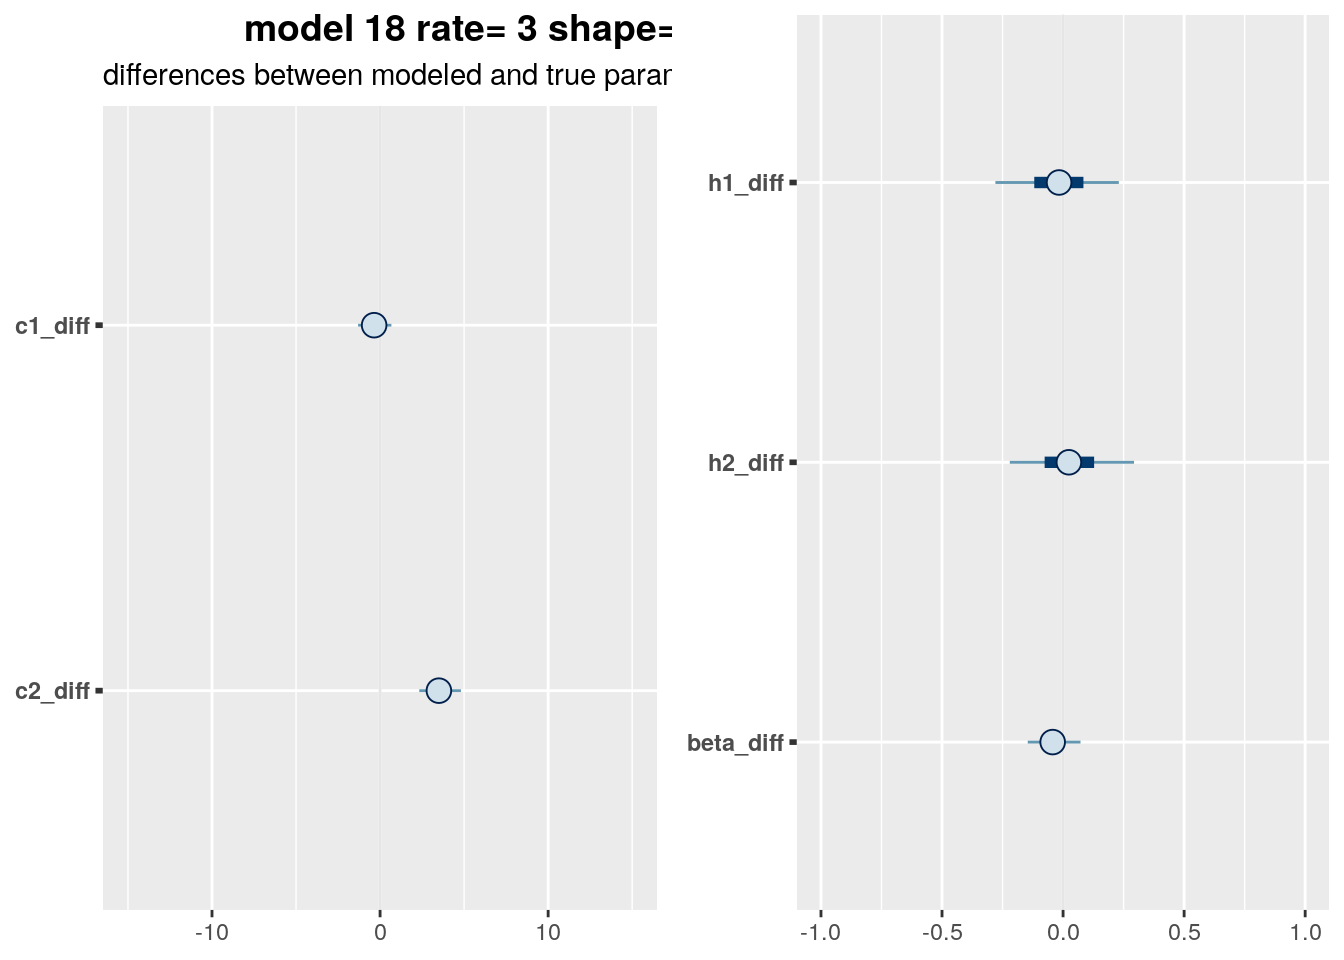 model 18 rate= 3 shape=
differences between modeled and true
c1_diff
c2_diff
-10 0 10
h1_diff
h2_diff
beta_diff
-1.0 -0.5 0.0 0.5 1.0